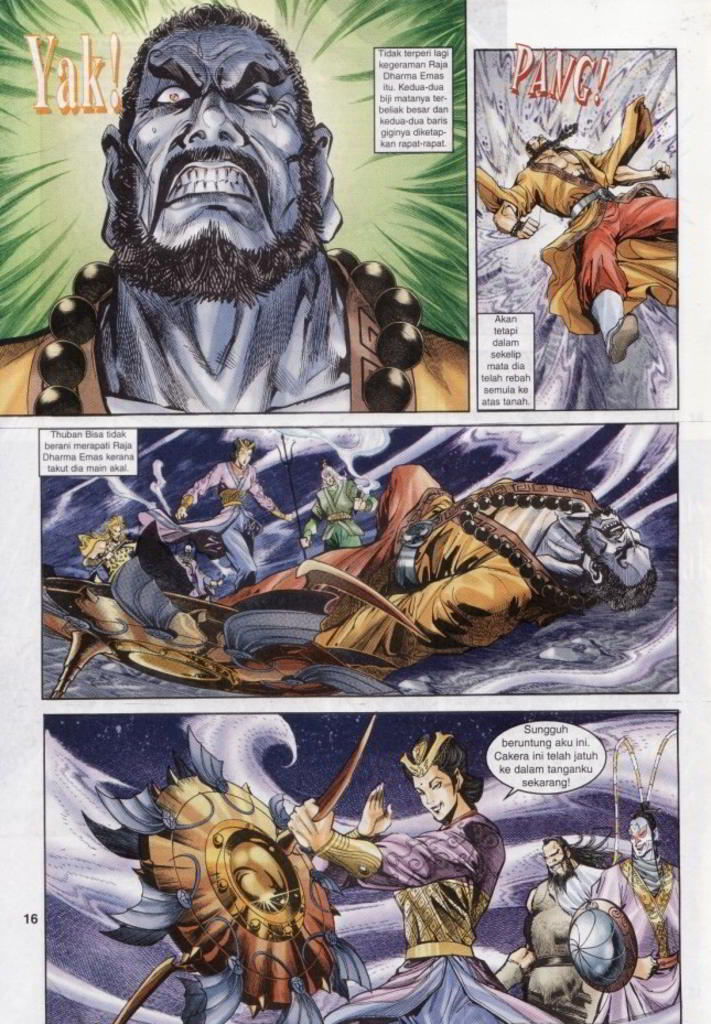 Yak!
Tidak terperi lagi
kegeraman Raja
Dharma Emas
itu. Kedua-dua
biji matanya ter-
beliak besar dan
kedua-dua baris
giginya diketap-
kan rapat-rapat.
PANG!
Akan
tetapi
dalam
sekelip
mata dia
telah rebah
semula ke
atas tanah.
Thuban Bisa tidak
berani merapati Raja
Dharma Emas kerana
takut dia main akal.
Sungguh
beruntung aku ini.
Cakera ini telah jatuh
ke dalam tanganku
sekarang!
16